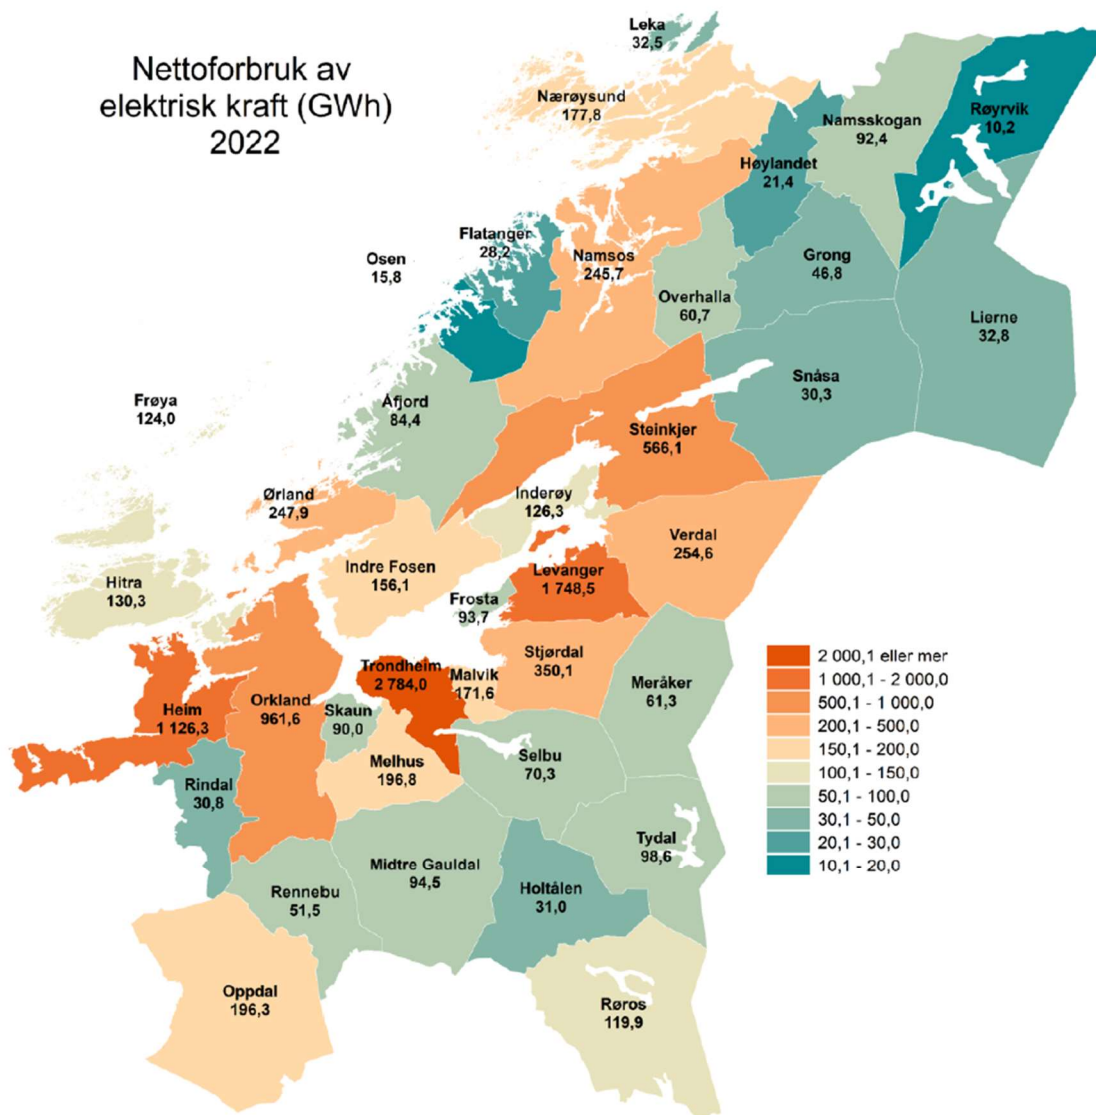 Nettoforbruk av
elektrisk kraft (GWh)
2022
Leka
32,5
Nærøysund
177,8
Namsskogan
92,4
Røyrvik
10,2
Høylandet
21,4
Flatanger
28,2
Osen
15,8
Namsos
245,7
Grong
46,8
Overhalla
60,7
Lierne
32,8
Snåsa
30,3
Frøya
124,0
Åfjord
84,4
Steinkjer
566,1
Ørland
247,9
Inderøy
126,3
Verdal
254,6
Hitra
130,3
Indre Fosen
156,1
Levanger
1 748,5
Frosta
93,7
Stjørdal
350,1
Trondheim
2 784,0
Malvik
171,6
Meråker
61,3
Heim
1 126,3
Orkland
961,6
Skaun
90,0
Selbu
70,3
Melhus
196,8
Rindal
30,8
Tydal
98,6
Midtre Gauldal
94,5
Rennebu
51,5
Holtålen
31,0
Oppdal
196,3
Røros
119,9
2 000,1 eller mer
1 000,1 - 2 000,0
500,1 - 1 000,0
200,1 - 500,0
150,1 - 200,0
100,1 - 150,0
50,1 - 100,0
30,1 - 50,0
20,1 - 30,0
10,1 - 20,0